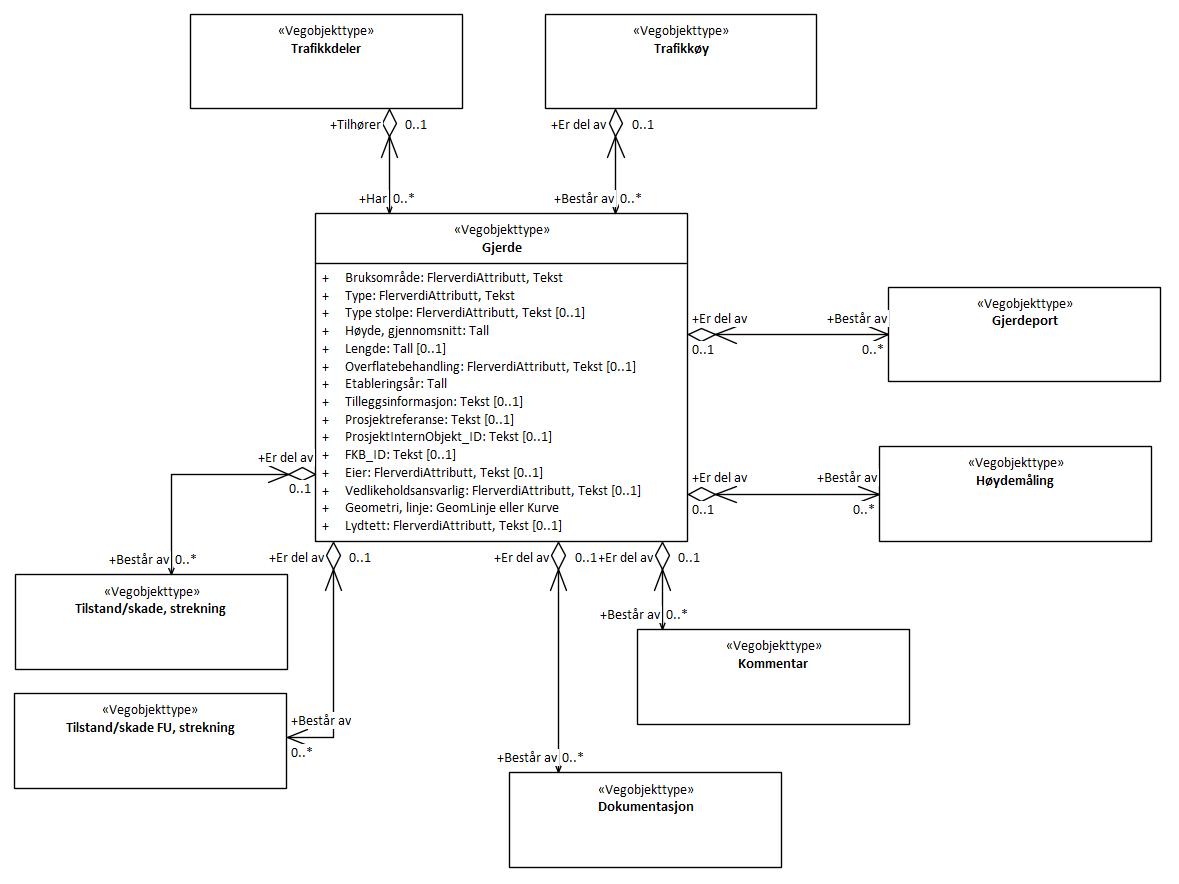 «Vegobjekttype»
Trafikkdeler
«Vegobjekttype»
Trafikkøy
+Tilhører 0..1
+Er del av 0..1
+Har 0..*
+Består av 0..*
«Vegobjekttype»
Gjerde
+ Bruksområde: FlerverdiAttributt, Tekst
+ Type: FlerverdiAttributt, Tekst
+ Type stolpe: FlerverdiAttributt, Tekst [0..1]
+ Høyde, gjennomsnitt: Tall
+ Lengde: Tall [0..1]
+ Overflatebehandling: FlerverdiAttributt, Tekst [0..1]
+ Etableringsår: Tall
+ Tilleggsinformasjon: Tekst [0..1]
+ Prosjektreferanse: Tekst [0..1]
+ ProsjektInternObjekt_ID: Tekst [0..1]
+ FKB_ID: Tekst [0..1]
+ Eier: FlerverdiAttributt, Tekst [0..1]
+ Vedlikeholdsansvarlig: FlerverdiAttributt, Tekst [0..1]
+ Geometri, linje: GeomLinje eller Kurve
+ Lydtett: FlerverdiAttributt, Tekst [0..1]
+Er del av
0..1
+Består av
0..*
«Vegobjekttype»
Gjerdeport
+Er del av
0..1
+Består av
0..*
«Vegobjekttype»
Høydemåling
+Er del av
0..1
+Består av 0..*
«Vegobjekttype»
Tilstand/skade, strekning
+Er del av 0..1
+Består av
0..*
«Vegobjekttype»
Tilstand/skade FU, strekning
+Er del av 0..1
+Består av 0..*
«Vegobjekttype»
Dokumentasjon
+Er del av 0..1
+Består av 0..*
«Vegobjekttype»
Kommentar